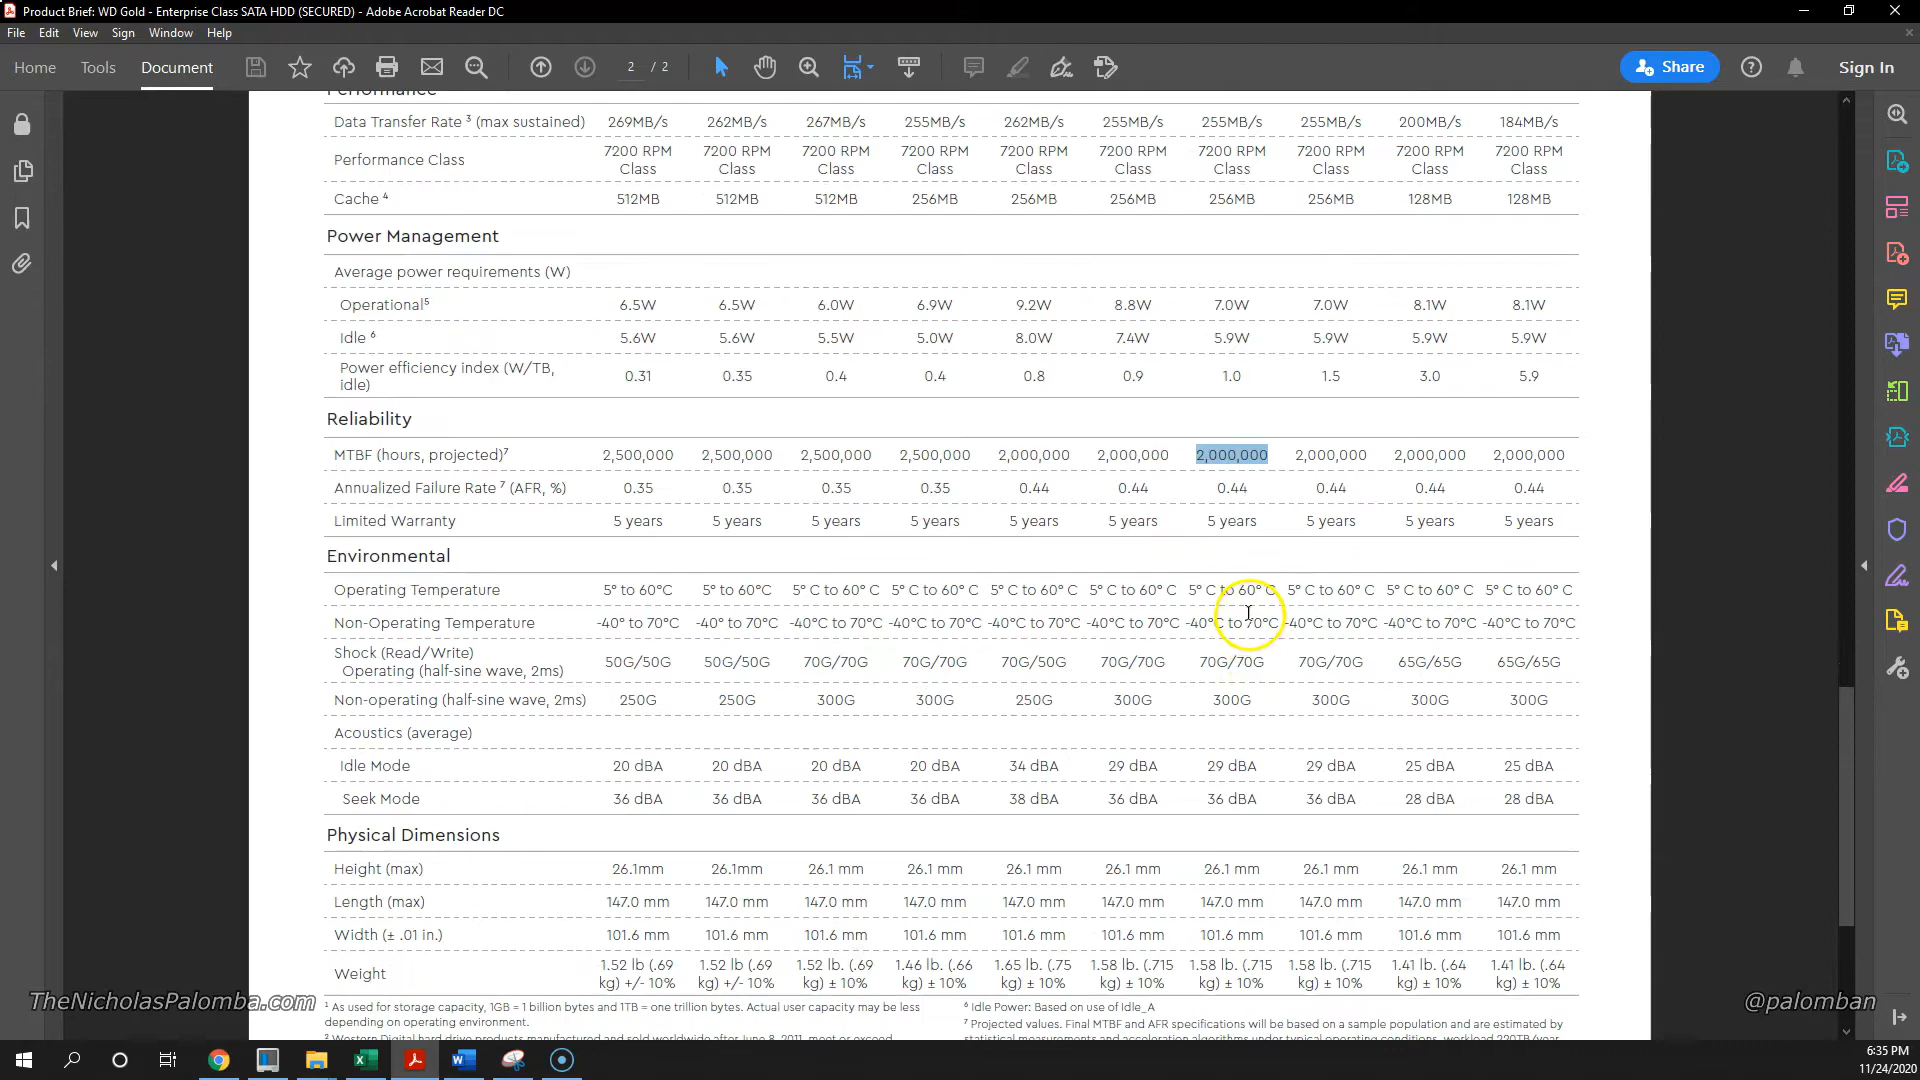 Product Brief: WD Gold - Enterprise Class SATA HDD (SECURED) - Adobe Acrobat Reader DC
File Edit View Sign Window Help
Home Tools Document 2 / 2 Share Sign In
Performance
Data Transfer Rate ³ (max sustained) 269MB/s 262MB/s 267MB/s 255MB/s 262MB/s 255MB/s 255MB/s 255MB/s 200MB/s 184MB/s
Performance Class 7200 RPM Class 7200 RPM Class 7200 RPM Class 7200 RPM Class 7200 RPM Class 7200 RPM Class 7200 RPM Class 7200 RPM Class 7200 RPM Class 7200 RPM Class
Cache ⁴ 512MB 512MB 512MB 256MB 256MB 256MB 256MB 256MB 128MB 128MB
Power Management
Average power requirements (W)
Operational⁵ 6.5W 6.5W 6.0W 6.9W 9.2W 8.8W 7.0W 7.0W 8.1W 8.1W
Idle ⁶ 5.6W 5.6W 5.5W 5.0W 8.0W 7.4W 5.9W 5.9W 5.9W 5.9W
Power efficiency index (W/TB,
idle) 0.31 0.35 0.4 0.4 0.8 0.9 1.0 1.5 3.0 5.9
Reliability
MTBF (hours, projected)⁷ 2,500,000 2,500,000 2,500,000 2,500,000 2,000,000 2,000,000 2,000,000 2,000,000 2,000,000 2,000,000
Annualized Failure Rate ⁷ (AFR, %) 0.35 0.35 0.35 0.35 0.44 0.44 0.44 0.44 0.44 0.44
Limited Warranty 5 years 5 years 5 years 5 years 5 years 5 years 5 years 5 years 5 years 5 years
Environmental
Operating Temperature 5° to 60°C 5° to 60°C 5° C to 60° C 5° C to 60° C 5° C to 60° C 5° C to 60° C 5° C to 60° C 5° C to 60° C 5° C to 60° C 5° C to 60° C
Non-Operating Temperature -40° to 70°C -40° to 70°C -40°C to 70°C -40°C to 70°C -40°C to 70°C -40°C to 70°C -40°C to 70°C -40°C to 70°C -40°C to 70°C -40°C to 70°C
Shock (Read/Write)
Operating (half-sine wave, 2ms) 50G/50G 50G/50G 70G/70G 70G/70G 70G/50G 70G/70G 70G/70G 70G/70G 65G/65G 65G/65G
Non-operating (half-sine wave, 2ms) 250G 250G 300G 300G 250G 300G 300G 300G 300G 300G
Acoustics (average)
Idle Mode 20 dBA 20 dBA 20 dBA 20 dBA 34 dBA 29 dBA 29 dBA 29 dBA 25 dBA 25 dBA
Seek Mode 36 dBA 36 dBA 36 dBA 36 dBA 38 dBA 36 dBA 36 dBA 36 dBA 28 dBA 28 dBA
Physical Dimensions
Height (max) 26.1mm 26.1mm 26.1 mm 26.1 mm 26.1 mm 26.1 mm 26.1 mm 26.1 mm 26.1 mm 26.1 mm
Length (max) 147.0 mm 147.0 mm 147.0 mm 147.0 mm 147.0 mm 147.0 mm 147.0 mm 147.0 mm 147.0 mm 147.0 mm
Width (± .01 in.) 101.6 mm 101.6 mm 101.6 mm 101.6 mm 101.6 mm 101.6 mm 101.6 mm 101.6 mm 101.6 mm 101.6 mm
Weight 1.52 lb (.69 kg) +/- 10% 1.52 lb (.69 kg) +/- 10% 1.52 lb. (.69 kg) ± 10% 1.46 lb. (.66 kg) ± 10% 1.65 lb. (.75 kg) ± 10% 1.58 lb. (.715 kg) ± 10% 1.58 lb. (.715 kg) ± 10% 1.58 lb. (.715 kg) ± 10% 1.41 lb. (.64 kg) ± 10% 1.41 lb. (.64 kg) ± 10%
TheNicholasPalomba.com
@palomban
¹ As used for storage capacity, 1GB = 1 billion bytes and 1TB = one trillion bytes. Actual user capacity may be less
depending on operating environment.
² Western Digital hard drive products manufactured and sold worldwide after June 8, 2011, meet or exceed
⁶ Idle Power: Based on use of Idle_A
⁷ Projected values. Final MTBF and AFR specifications will be based on a sample population and are estimated by
statistical measurements and acceleration algorithms under typical operating conditions, workload 220TB/year
6:35 PM
11/24/2020